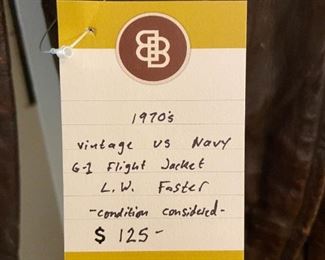 B B
1970's
vintage US Navy
G-1 Flight Jacket
L.W. Foster
-condition considered-
$ 125-